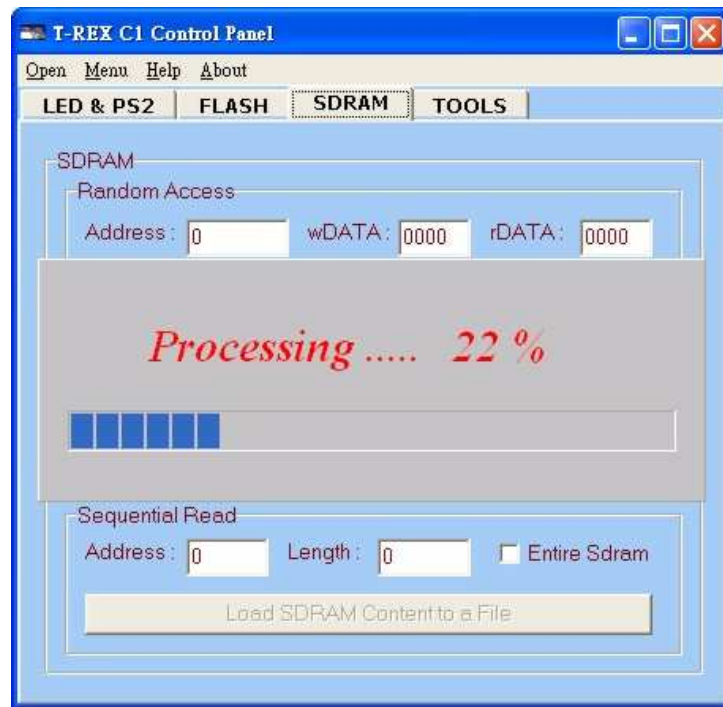 T-REX C1 Control Panel
Open Menu Help About
LED & PS2 FLASH SDRAM TOOLS
SDRAM
Random Access
Address : 0 wDATA : 0000 rDATA : 0000
Processing ..... 22 %
Sequential Read
Address : 0 Length : 0 Entire Sdram
Load SDRAM Content to a File